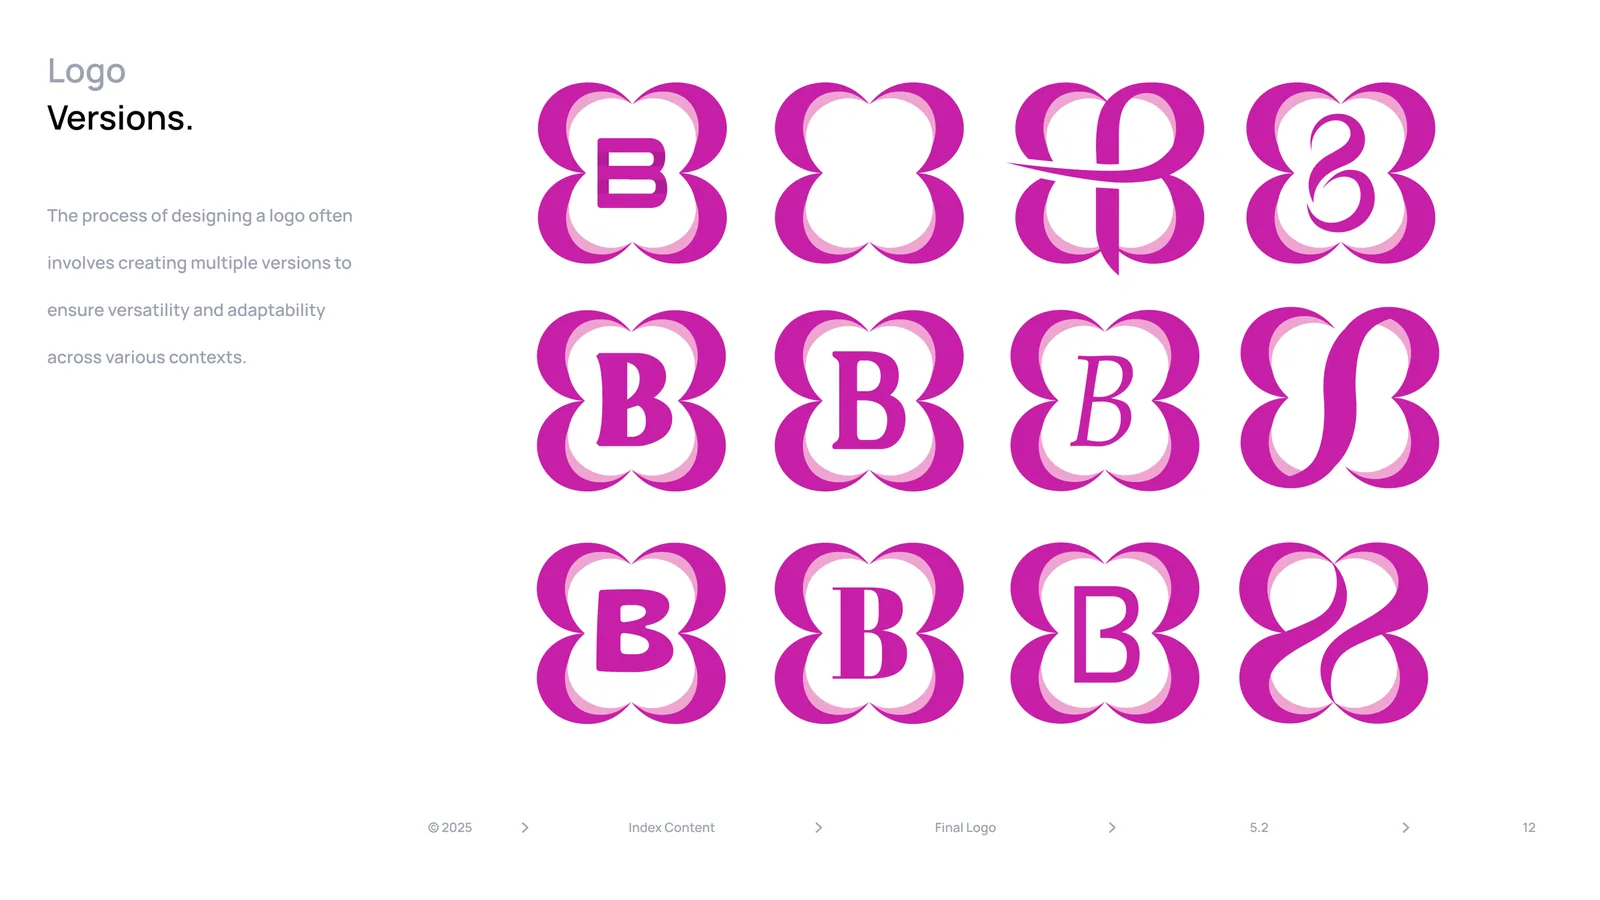 Logo
Versions.
The process of designing a logo often
involves creating multiple versions to
ensure versatility and adaptability
across various contexts.
B
B
B
B
B
B
B
B
© 2025 > Index Content > Final Logo > 5.2 > 12